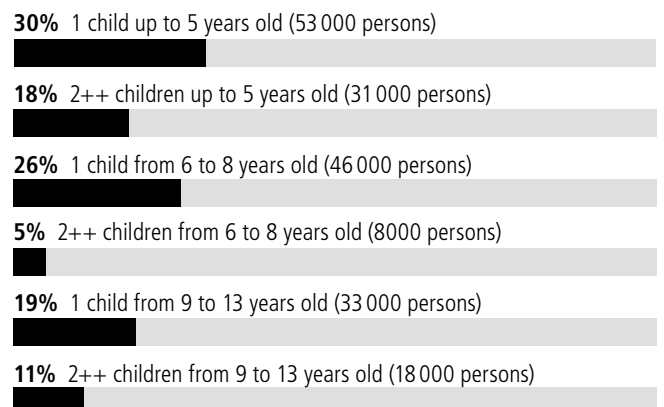 30% 1 child up to 5 years old (53 000 persons)
18% 2++ children up to 5 years old (31 000 persons)
26% 1 child from 6 to 8 years old (46 000 persons)
5% 2++ children from 6 to 8 years old (8000 persons)
19% 1 child from 9 to 13 years old (33 000 persons)
11% 2++ children from 9 to 13 years old (18 000 persons)